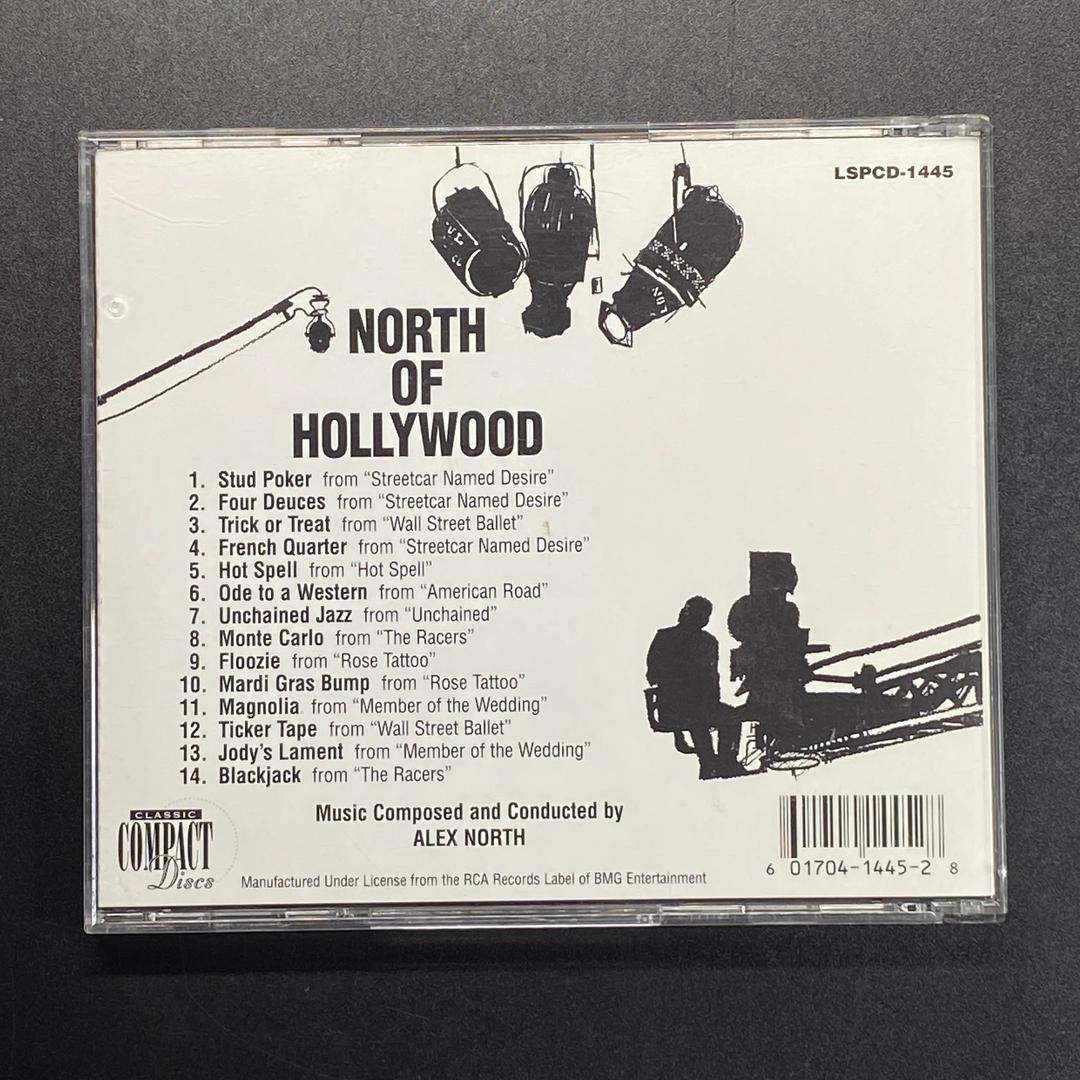 LSPCD-1445
NORTH
OF
HOLLYWOOD
1. Stud Poker from “Streetcar Named Desire”
2. Four Deuces from “Streetcar Named Desire”
3. Trick or Treat from “Wall Street Ballet”
4. French Quarter from “Streetcar Named Desire”
5. Hot Spell from “Hot Spell”
6. Ode to a Western from “American Road”
7. Unchained Jazz from “Unchained”
8. Monte Carlo from “The Racers”
9. Floozie from “Rose Tattoo”
10. Mardi Gras Bump from “Rose Tattoo”
11. Magnolia from “Member of the Wedding”
12. Ticker Tape from “Wall Street Ballet”
13. Jody’s Lament from “Member of the Wedding”
14. Blackjack from “The Racers”
Music Composed and Conducted by
ALEX NORTH
CLASSIC
COMPACT
Discs
Manufactured Under License from the RCA Records Label of BMG Entertainment
6 01704-1445-2 8